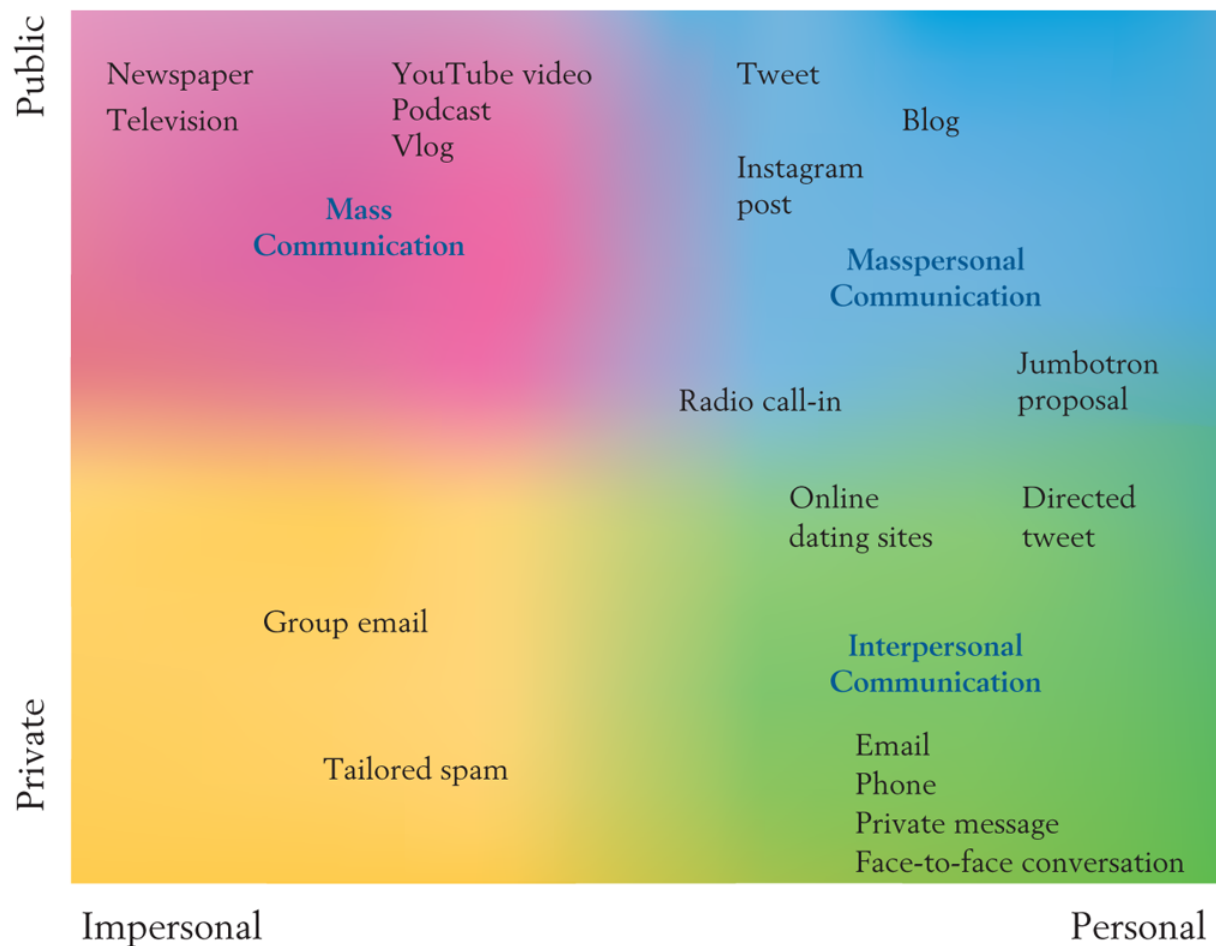 Public
Newspaper
Television
YouTube video
Podcast
Vlog
Mass
Communication
Tweet
Blog
Instagram
post
Masspersonal
Communication
Radio call-in
Jumbotron
proposal
Online
dating sites
Directed
tweet
Group email
Tailored spam
Interpersonal
Communication
Email
Phone
Private message
Face-to-face conversation
Private
Impersonal
Personal